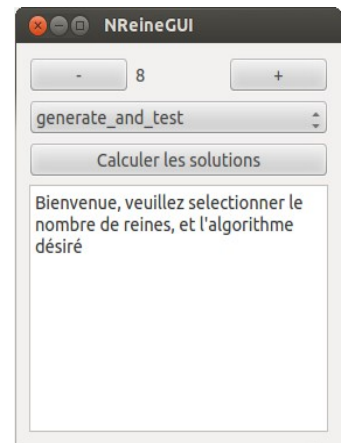 NReineGUI
- 8 +
generate_and_test
Calculer les solutions
Bienvenue, veuillez selectionner le
nombre de reines, et l'algorithme
désiré